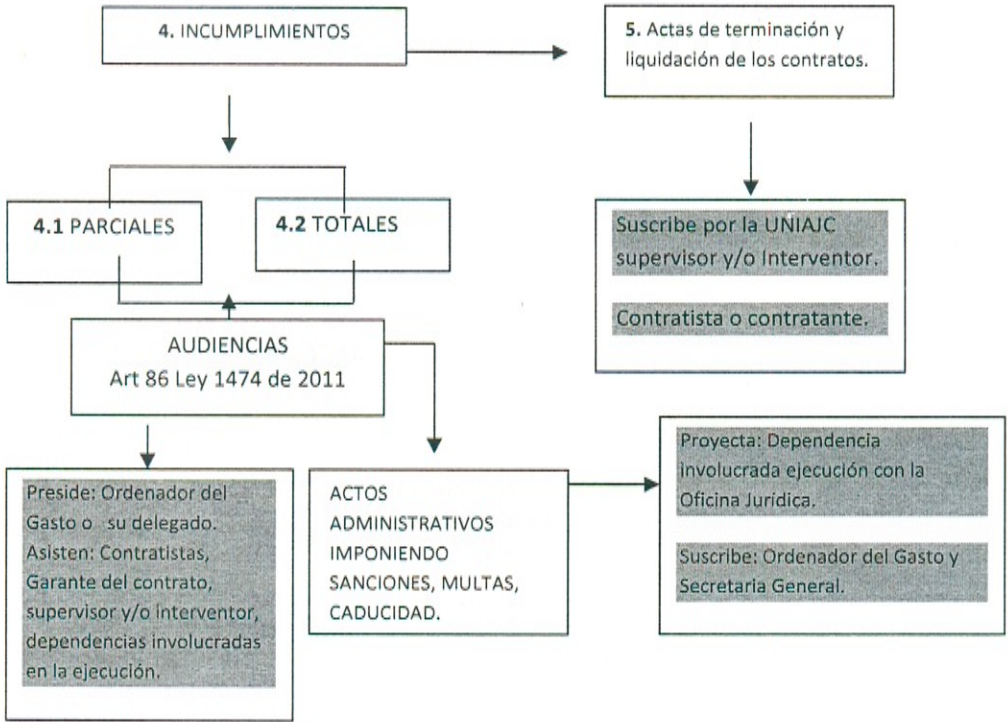 4. INCUMPLIMIENTOS
5. Actas de terminación y
liquidación de los contratos.
4.1 PARCIALES
4.2 TOTALES
Suscribe por la UNIAJC
supervisor y/o Interventor.
Contratista o contratante.
AUDIENCIAS
Art 86 Ley 1474 de 2011
Preside: Ordenador del
Gasto o su delegado.
Asisten: Contratistas,
Garante del contrato,
supervisor y/o interventor,
dependencias involucradas
en la ejecución.
ACTOS
ADMINISTRATIVOS
IMPONIENDO
SANCIONES, MULTAS,
CADUCIDAD.
Proyecta: Dependencia
involucrada ejecución con la
Oficina Jurídica.
Suscribe: Ordenador del Gasto y
Secretaria General.